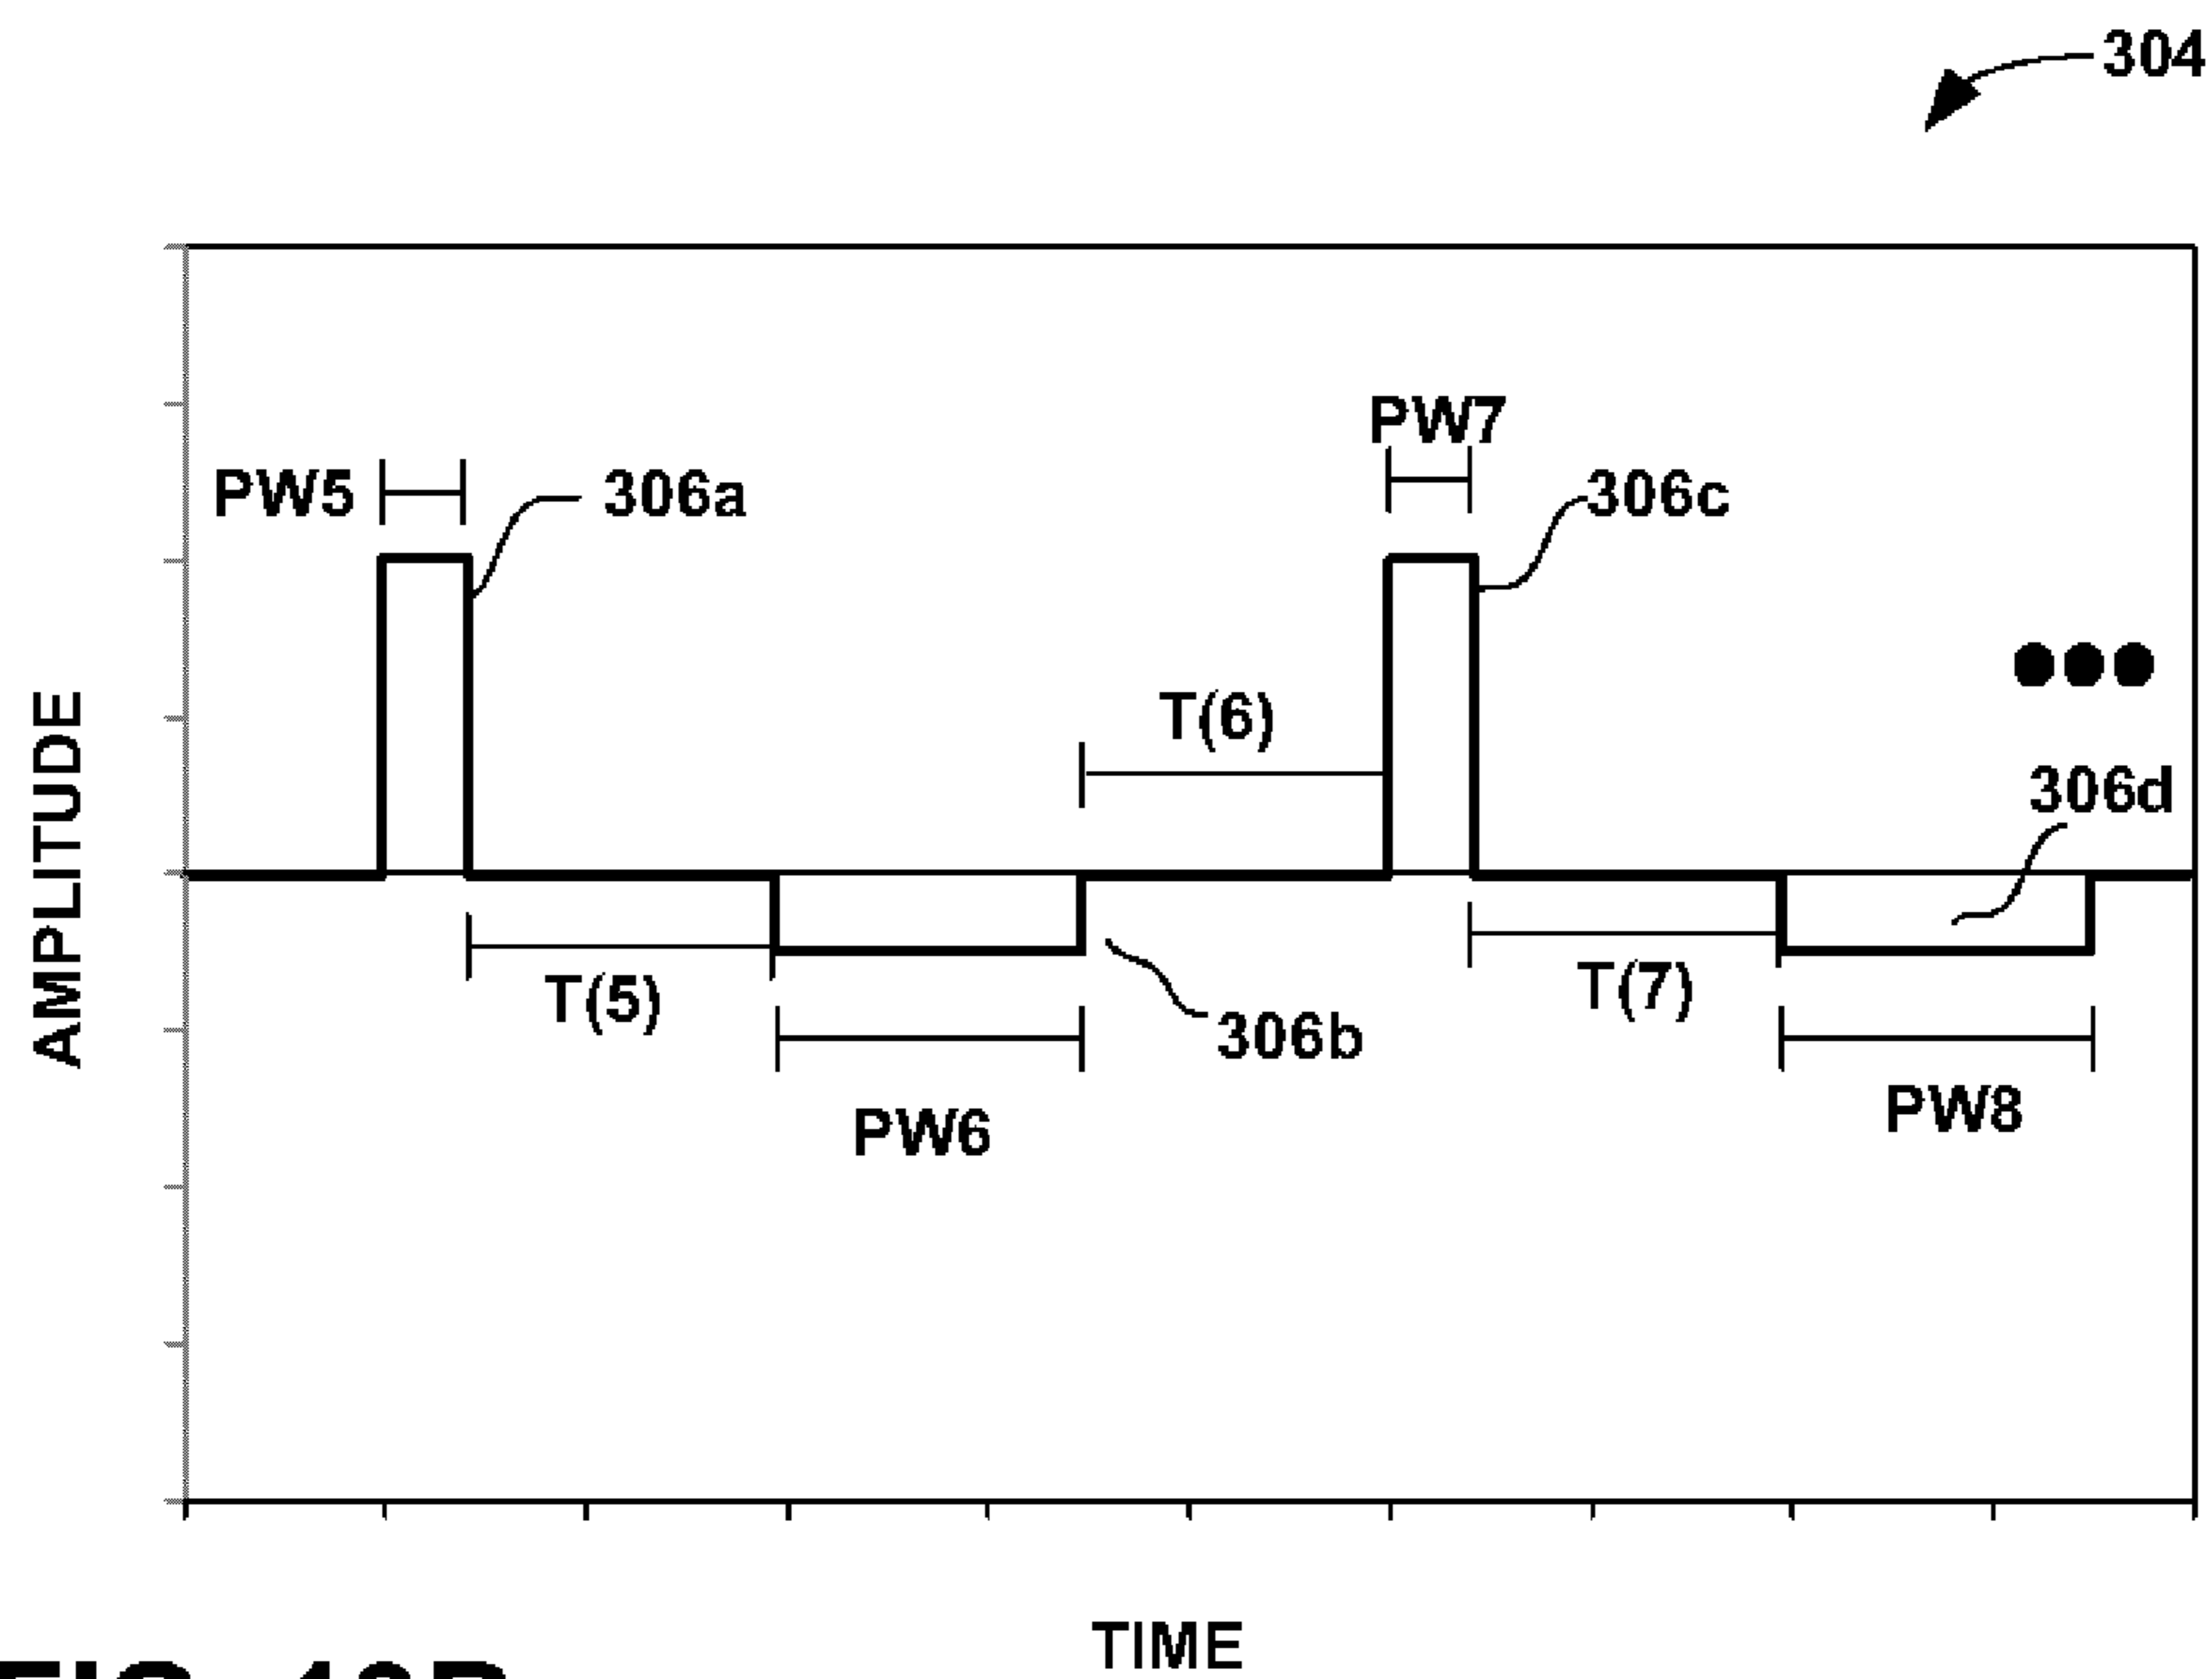 304
PW7
PW5
306a
306c
T(6)
306d
AMPLITUDE
T(5)
T(7)
306b
PW6
PW8
TIME